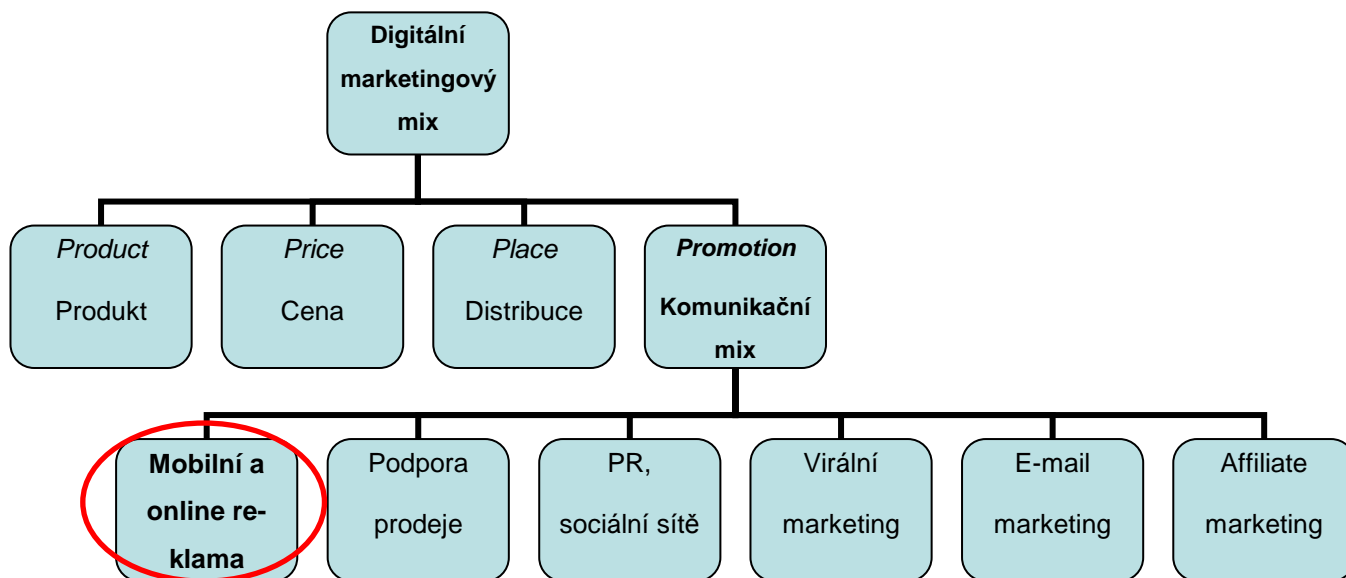 Digitální
marketingový
mix
Product
Produkt
Price
Cena
Place
Distribuce
Promotion
Komunikační
mix
Mobilní a
online re-
klama
Podpora
prodeje
PR,
sociální sítě
Virální
marketing
E-mail
marketing
Affiliate
marketing